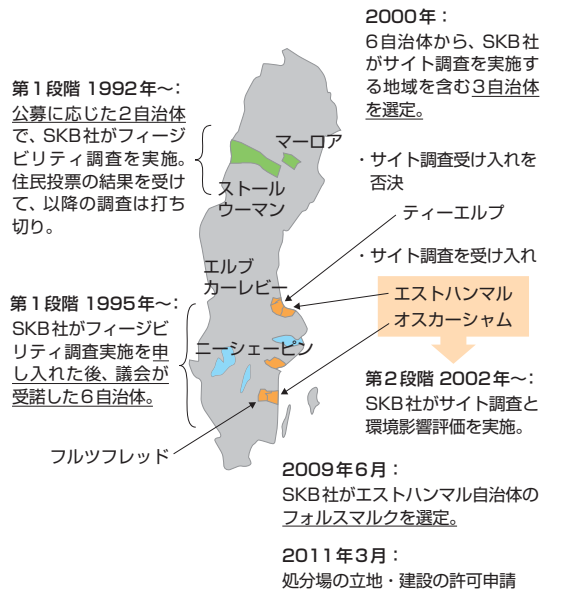 第1段階 1992年~:
公募に応じた2自治体
で、SKB社がフィージ
ビリティ調査を実施。
住民投票の結果を受け
て、以降の調査は打ち
切り。
マーロア
ストール
ウーマン
2000年:
6自治体から、SKB社
がサイト調査を実施す
る地域を含む3自治体
を選定。
・サイト調査受け入れを
否決
ティーエルプ
・サイト調査を受け入れ
エストハンマル
オスカーシャム
エルブ
カーレビー
第1段階 1995年~:
SKB社がフィージビ
リティ調査実施を申
し入れた後、議会が
受諾した6自治体。
ニーシェーピン
フルツフレッド
第2段階 2002年~:
SKB社がサイト調査と
環境影響評価を実施。
2009年6月:
SKB社がエストハンマル自治体の
フォルスマルクを選定。
2011年3月:
処分場の立地・建設の許可申請